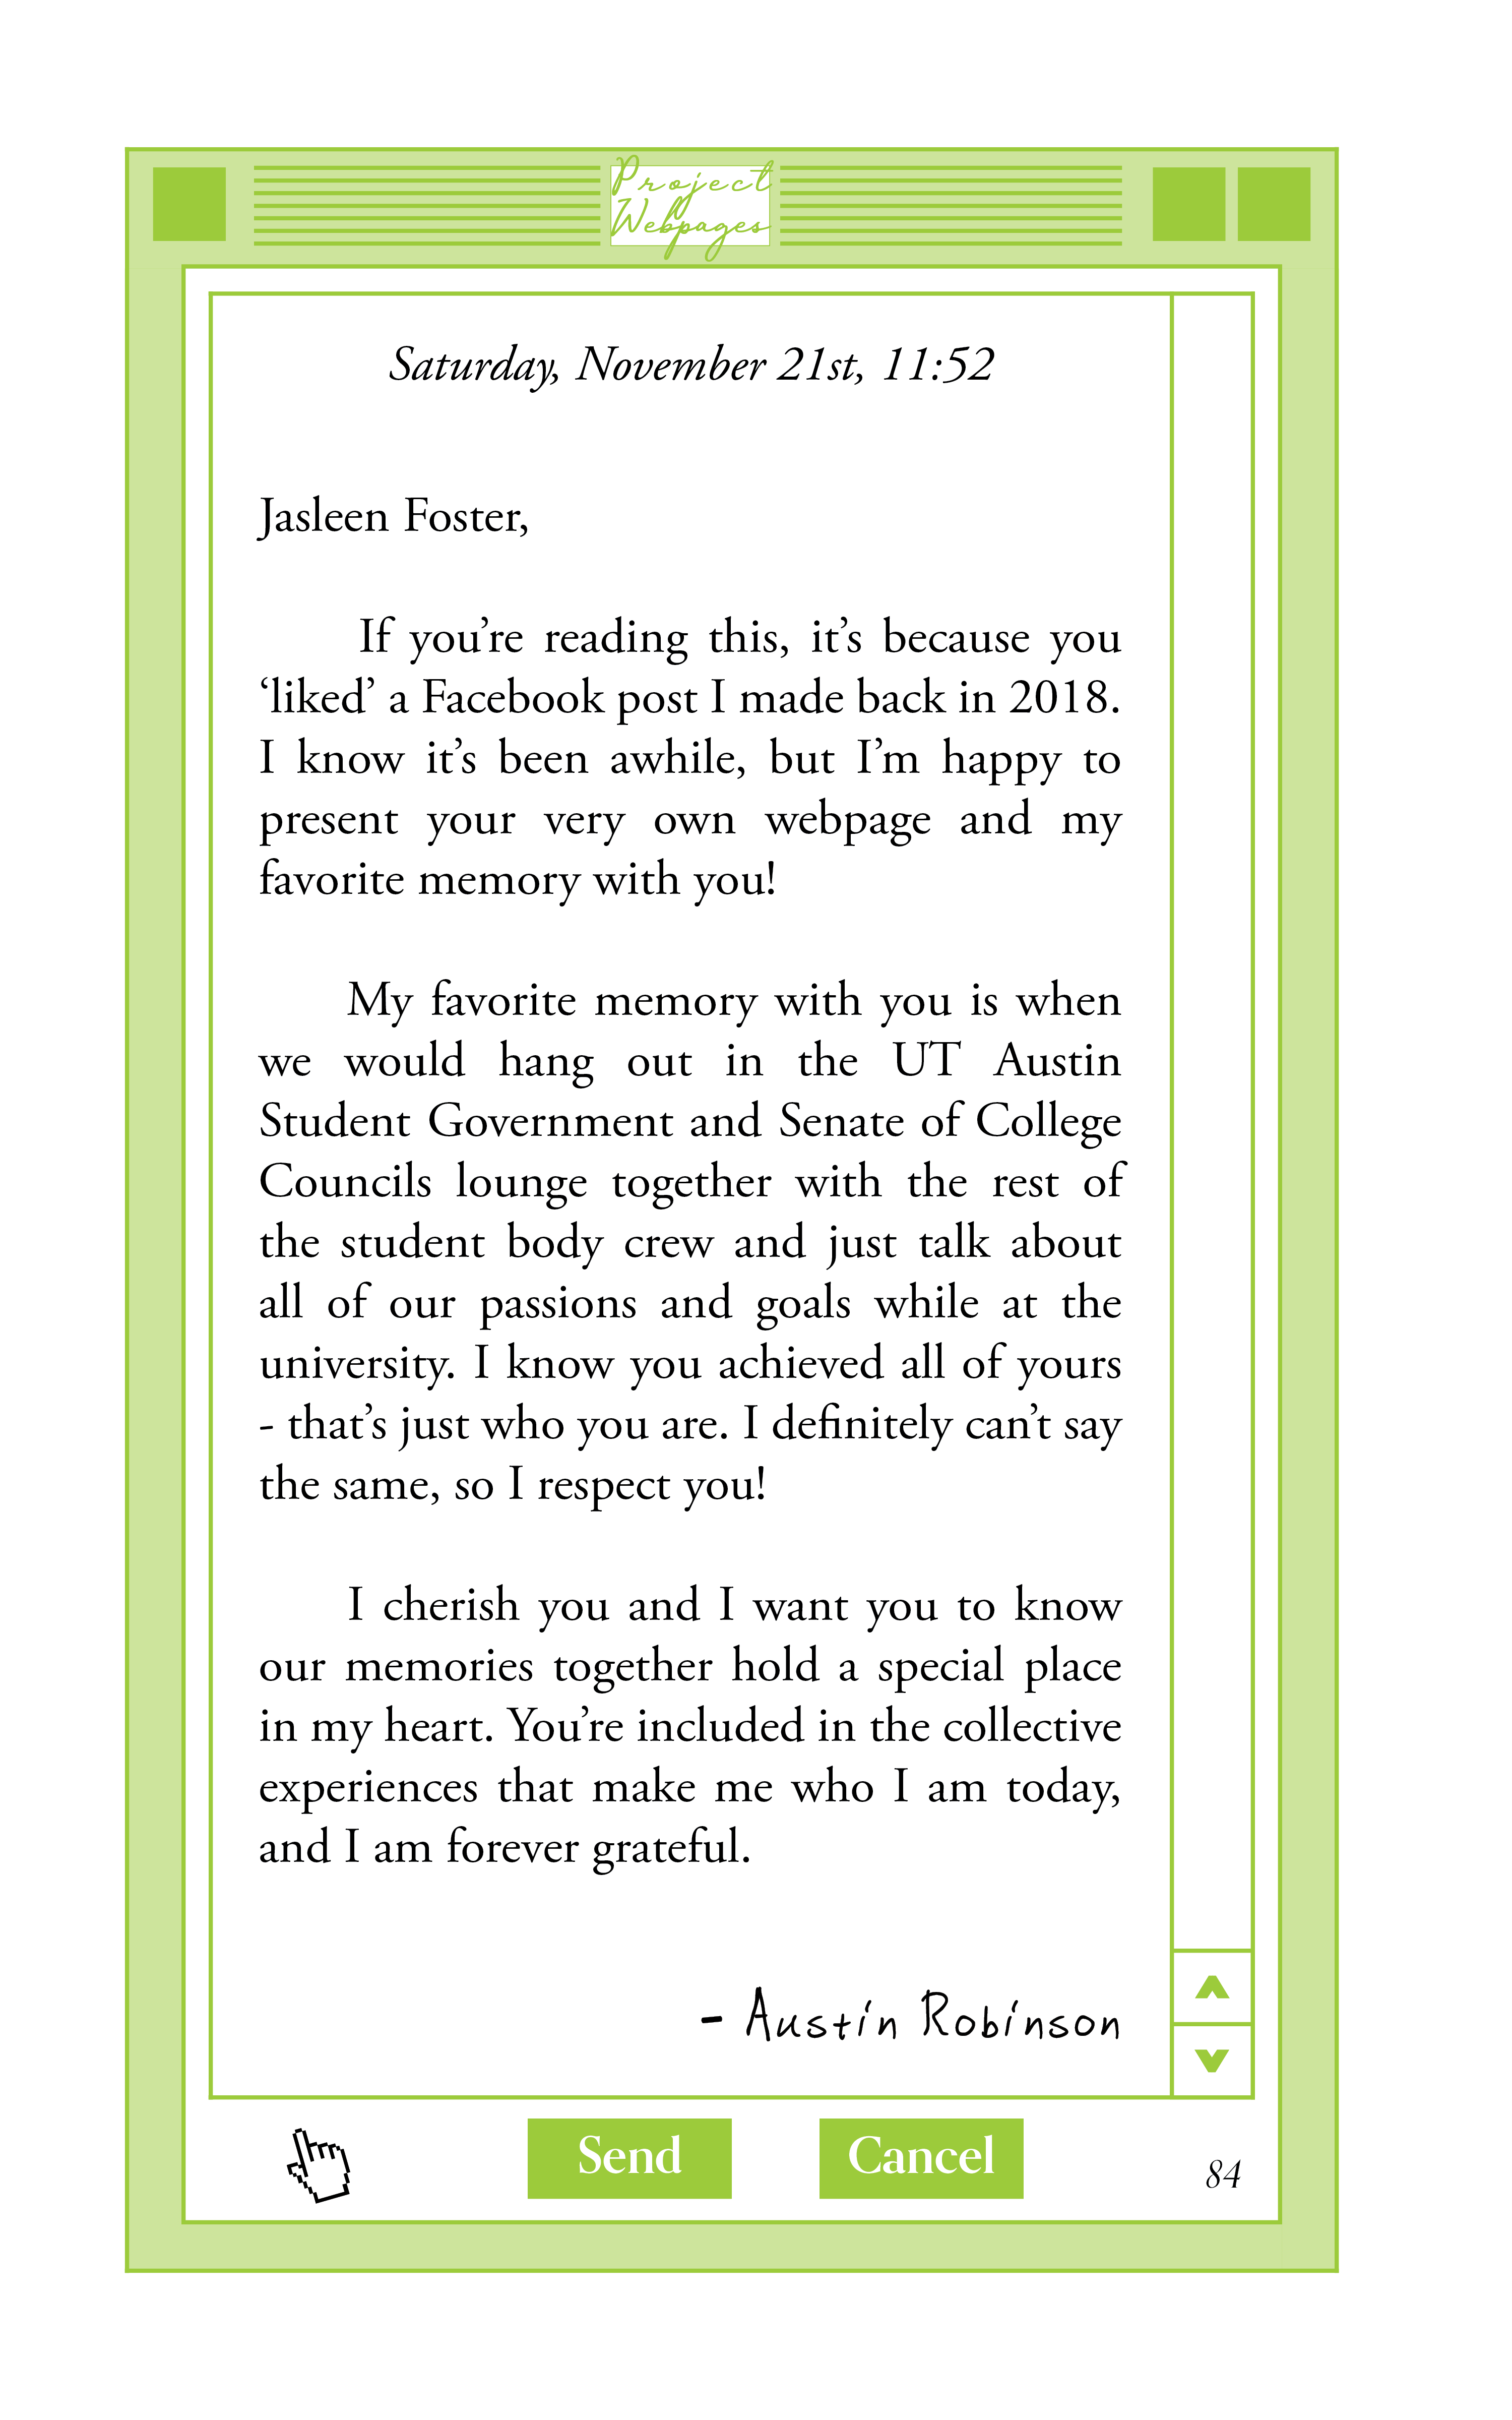 Project
Webpages
Saturday, November 21st, 11:52
Jasleen Foster,
If you’re reading this, it’s because you
‘liked’ a Facebook post I made back in 2018.
I know it’s been awhile, but I’m happy to
present your very own webpage and my
favorite memory with you!
My favorite memory with you is when
we would hang out in the UT Austin
Student Government and Senate of College
Councils lounge together with the rest of
the student body crew and just talk about
all of our passions and goals while at the
university. I know you achieved all of yours
- that’s just who you are. I definitely can’t say
the same, so I respect you!
I cherish you and I want you to know
our memories together hold a special place
in my heart. You’re included in the collective
experiences that make me who I am today,
and I am forever grateful.
- Austin Robinson
Send Cancel
84